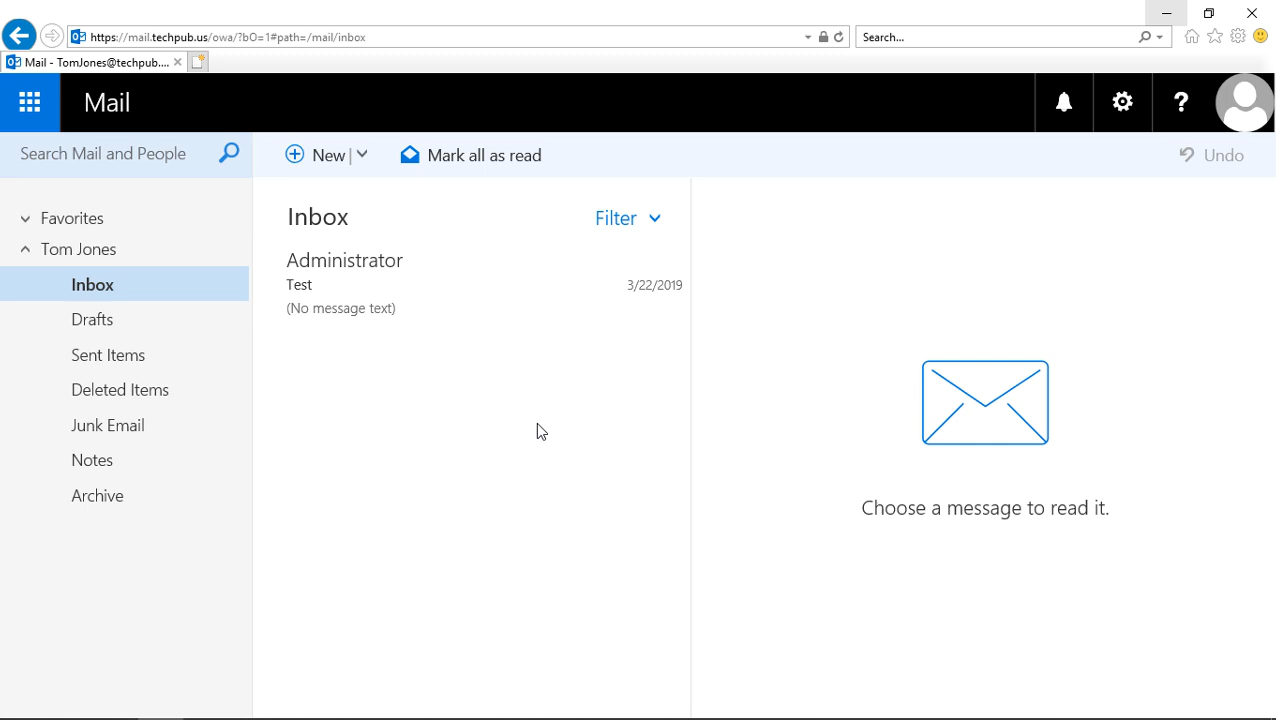 https://mail.techpub.us/owa/?bO=1#path=/mail/inbox
Search...
Mail - TomJones@techpub....
Mail
?
Search Mail and People
New
Mark all as read
Undo
Favorites
Tom Jones
Inbox
Drafts
Sent Items
Deleted Items
Junk Email
Notes
Archive
Inbox
Filter
Administrator
Test
3/22/2019
(No message text)
Choose a message to read it.